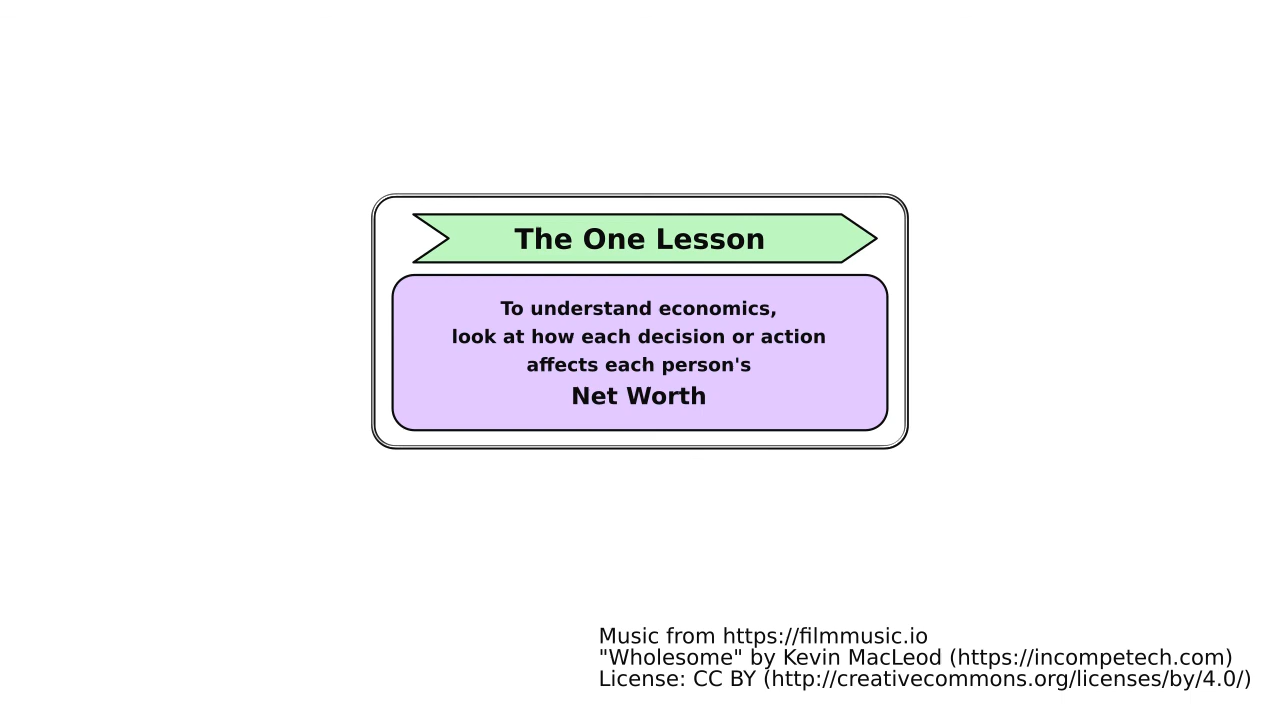 The One Lesson
To understand economics,
look at how each decision or action
affects each person's
Net Worth
Music from https://filmmusic.io
"Wholesome" by Kevin MacLeod (https://incompetech.com)
License: CC BY (http://creativecommons.org/licenses/by/4.0/)